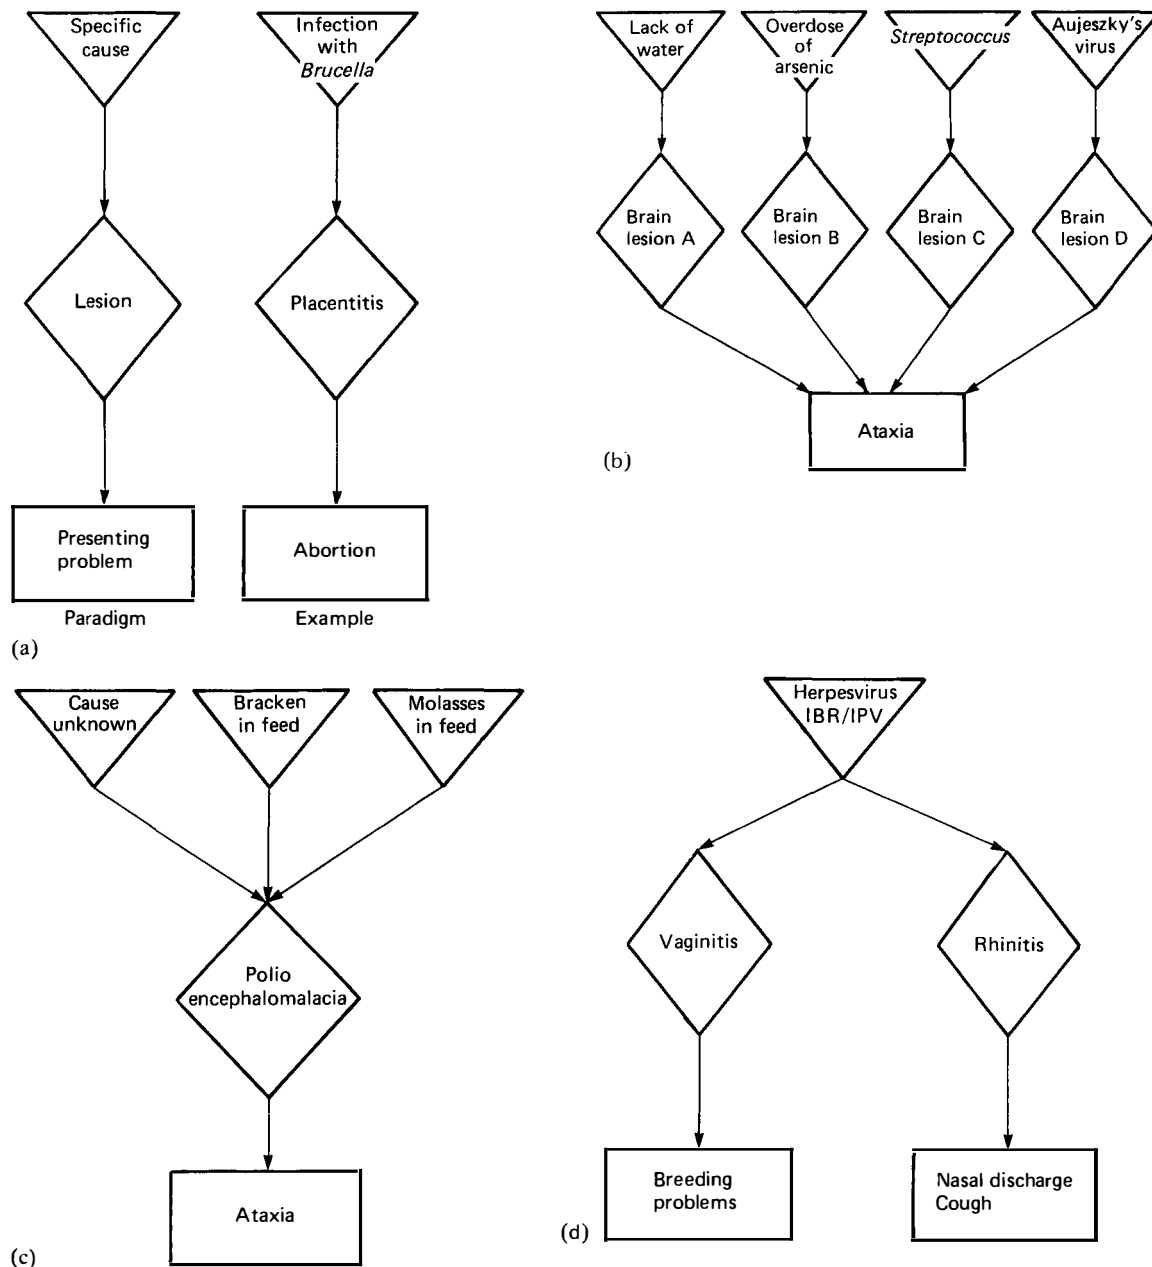 Specific
cause
Infection
with
Brucella
Lesion
Placentitis
Presenting
problem
Abortion
Paradigm
Example
(a)
Lack of
water
Overdose
of
arsenic
Streptococcus
Aujeszky's
virus
Brain
lesion A
Brain
lesion B
Brain
lesion C
Brain
lesion D
Ataxia
(b)
Cause
unknown
Bracken
in feed
Molasses
in feed
Polio
encephalomalacia
Ataxia
(c)
Herpesvirus
IBR/IPV
Vaginitis
Rhinitis
Breeding
problems
Nasal discharge
Cough
(d)